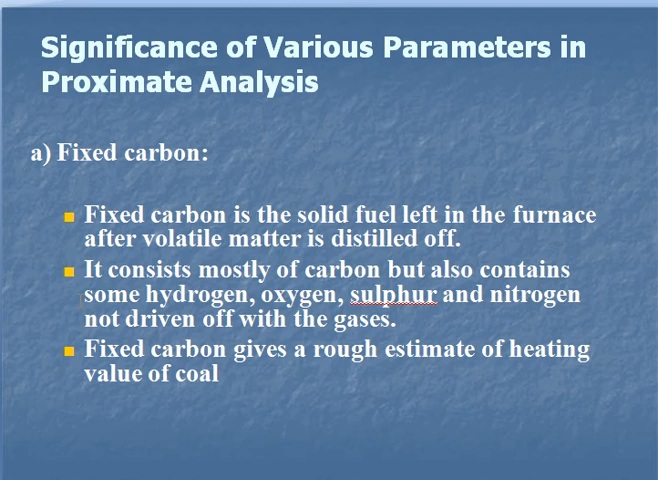 Significance of Various Parameters in
Proximate Analysis
a) Fixed carbon:
Fixed carbon is the solid fuel left in the furnace
after volatile matter is distilled off.
It consists mostly of carbon but also contains
some hydrogen, oxygen, sulphur and nitrogen
not driven off with the gases.
Fixed carbon gives a rough estimate of heating
value of coal